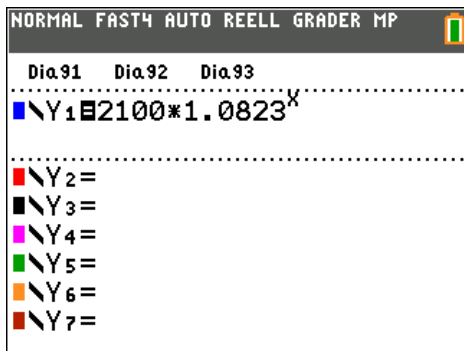 NORMAL FAST4 AUTO REELL GRADER MP
Dia91 Dia92 Dia93
\Y1=2100*1.0823^X
\Y2=
\Y3=
\Y4=
\Y5=
\Y6=
\Y7=